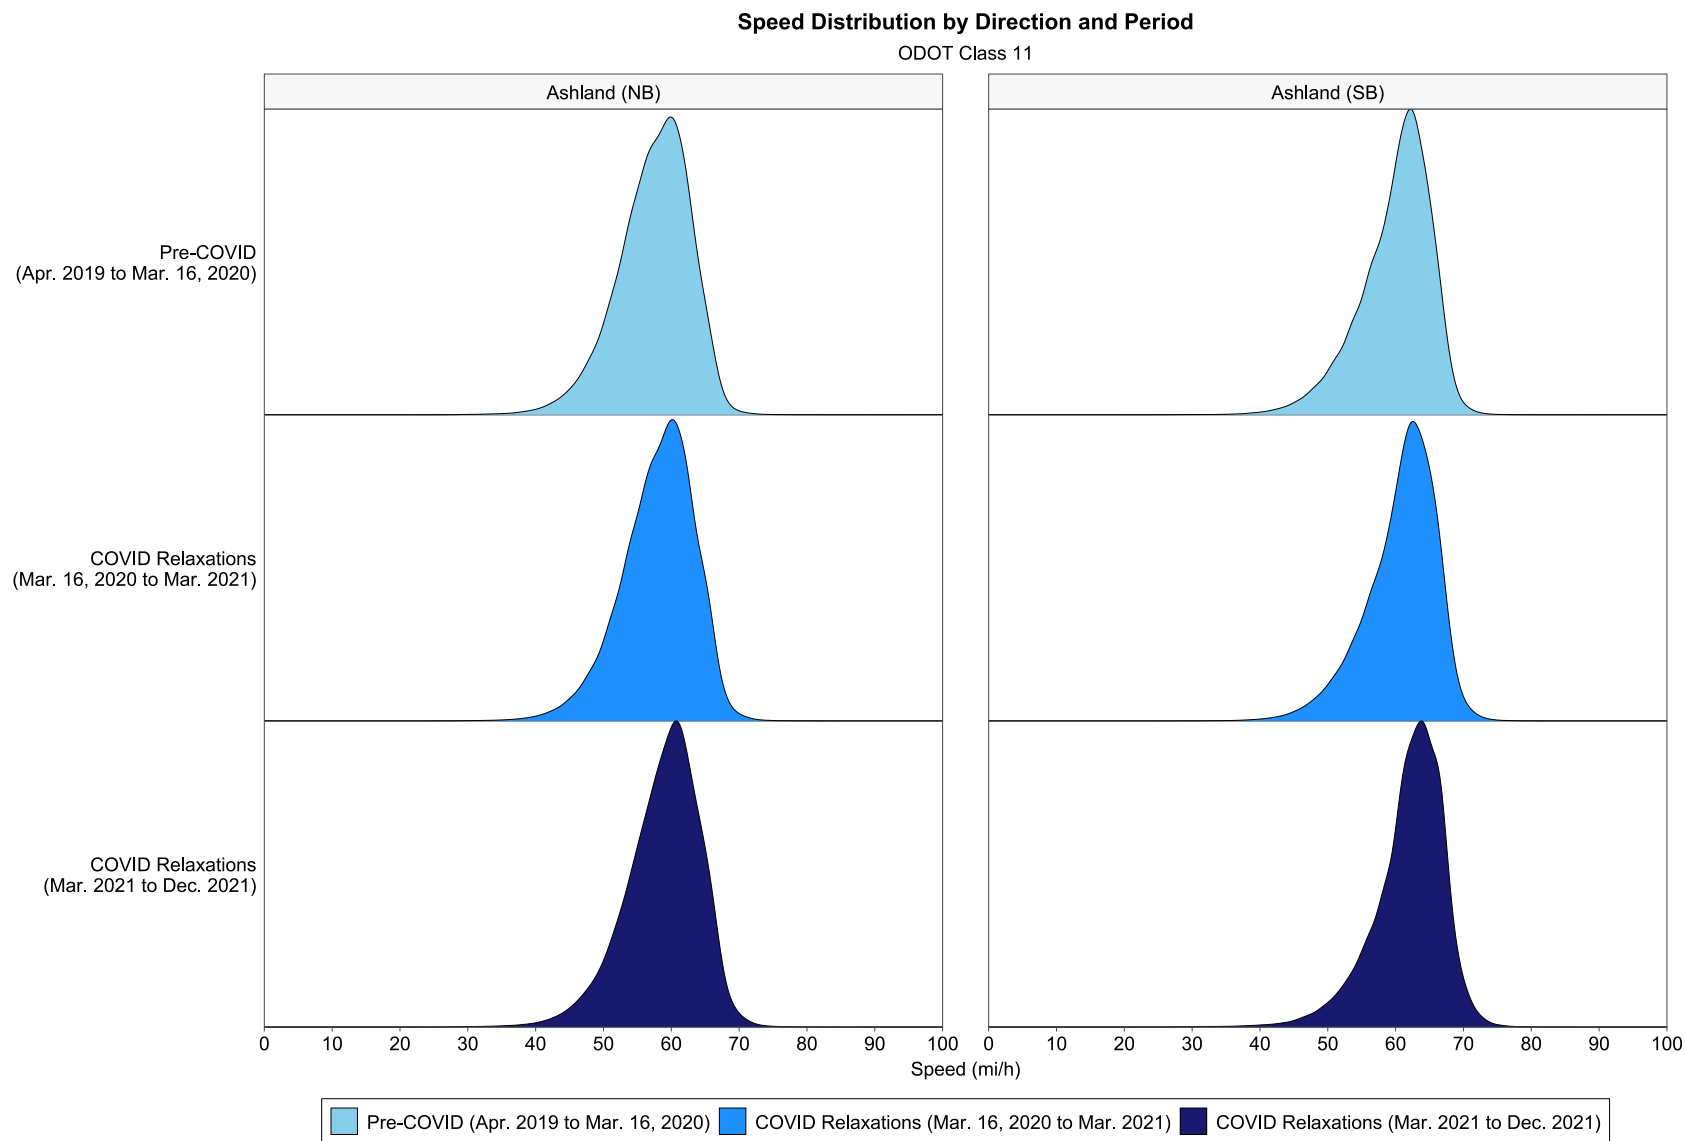 Speed Distribution by Direction and Period
ODOT Class 11
Ashland (NB)
Ashland (SB)
Pre-COVID
(Apr. 2019 to Mar. 16, 2020)
COVID Relaxations
(Mar. 16, 2020 to Mar. 2021)
COVID Relaxations
(Mar. 2021 to Dec. 2021)
0 10 20 30 40 50 60 70 80 90 100
0 10 20 30 40 50 60 70 80 90 100
Speed (mi/h)
Pre-COVID (Apr. 2019 to Mar. 16, 2020) COVID Relaxations (Mar. 16, 2020 to Mar. 2021) COVID Relaxations (Mar. 2021 to Dec. 2021)